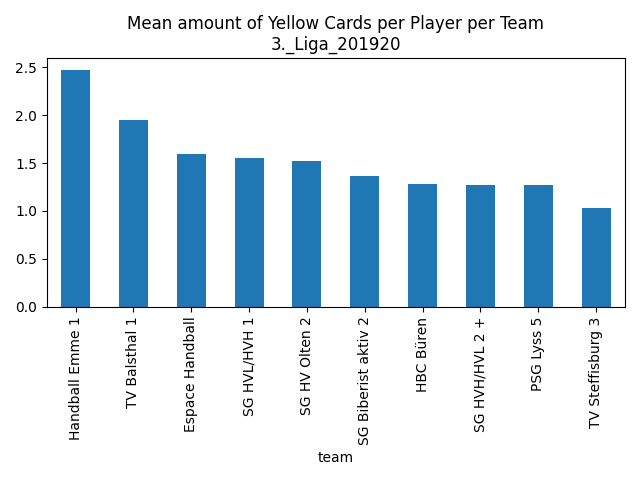 Mean amount of Yellow Cards per Player per Team
3._Liga_201920
2.5
2.0
1.5
1.0
0.5
0.0
Handball Emme 1
TV Balsthal 1
Espace Handball
SG HVL/HVH 1
SG HV Olten 2
SG Biberist aktiv 2
HBC Büren
SG HVH/HVL 2 +
PSG Lyss 5
TV Steffisburg 3
team